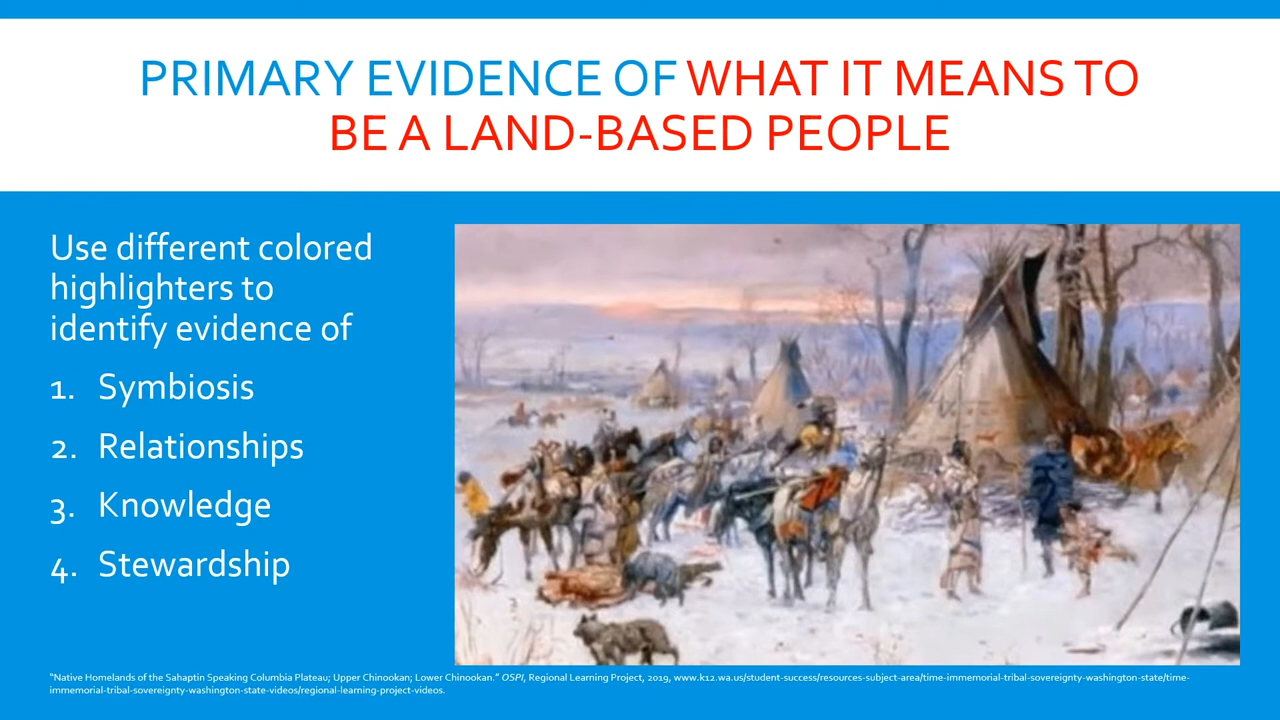 PRIMARY EVIDENCE OF WHAT IT MEANS TO
BE A LAND-BASED PEOPLE
Use different colored
highlighters to
identify evidence of
1. Symbiosis
2. Relationships
3. Knowledge
4. Stewardship
"Native Homelands of the Sahaptin Speaking Columbia Plateau; Upper Chinookan; Lower Chinookan." OSPI, Regional Learning Project, 2019, www.k12.wa.us/student-success/resources-subject-area/time-immemorial-tribal-sovereignty-washington-state/time-
immemorial-tribal-sovereignty-washington-state-videos/regional-learning-project-videos.